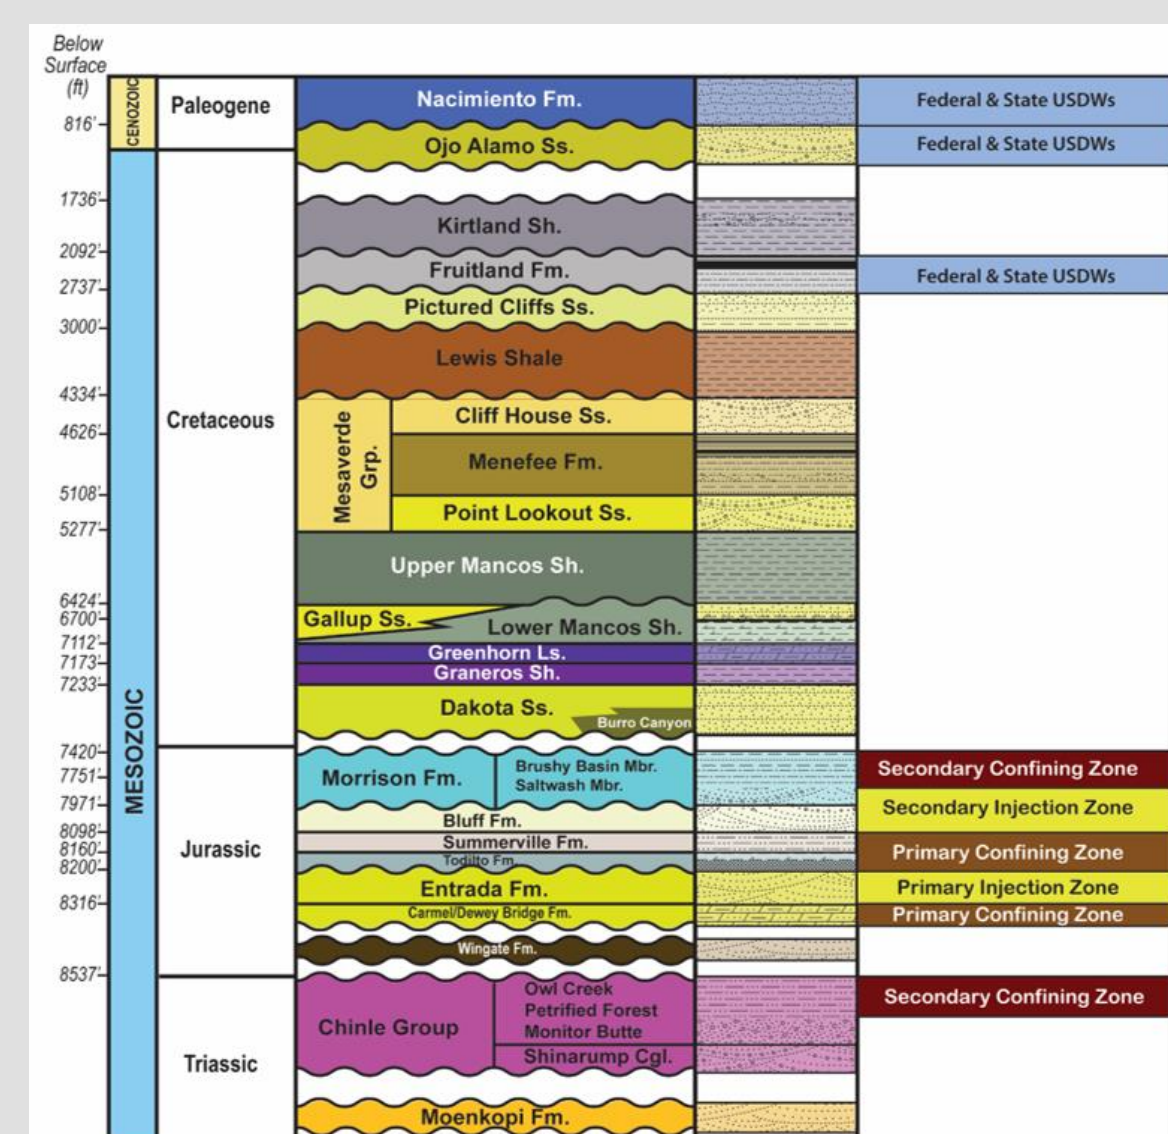 Below
Surface
(ft)
816'
1736'
2092'
2737'
3000'
4334'
4626'
5108'
5277'
6424'
6700'
7112'
7173'
7233'
7420'
7751'
7971'
8098'
8160'
8200'
8316'
8537'
CENOZOIC
MESOZOIC
Paleogene
Cretaceous
Jurassic
Triassic
Nacimiento Fm.
Ojo Alamo Ss.
Kirtland Sh.
Fruitland Fm.
Pictured Cliffs Ss.
Lewis Shale
Mesaverde
Grp.
Cliff House Ss.
Menefee Fm.
Point Lookout Ss.
Upper Mancos Sh.
Gallup Ss.
Lower Mancos Sh.
Greenhorn Ls.
Graneros Sh.
Dakota Ss.
Burro Canyon
Morrison Fm.
Brushy Basin Mbr.
Saltwash Mbr.
Bluff Fm.
Summerville Fm.
Todilto Fm.
Entrada Fm.
Carmel/Dewey Bridge Fm.
Wingate Fm.
Chinle Group
Owl Creek
Petrified Forest
Monitor Butte
Shinarump Cgl.
Moenkopi Fm.
Federal & State USDWs
Federal & State USDWs
Federal & State USDWs
Secondary Confining Zone
Secondary Injection Zone
Primary Confining Zone
Primary Injection Zone
Primary Confining Zone
Secondary Confining Zone